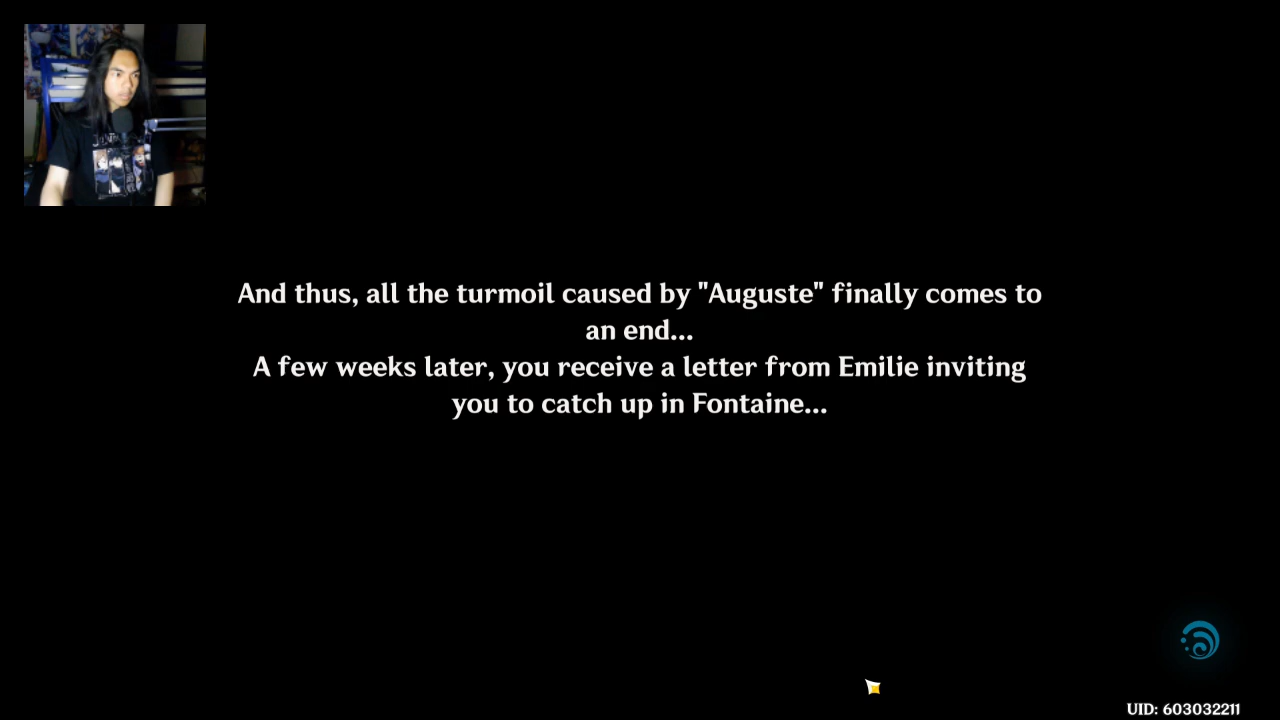 And thus, all the turmoil caused by "Auguste" finally comes to
an end...
A few weeks later, you receive a letter from Emilie inviting
you to catch up in Fontaine...
UID: 603032211